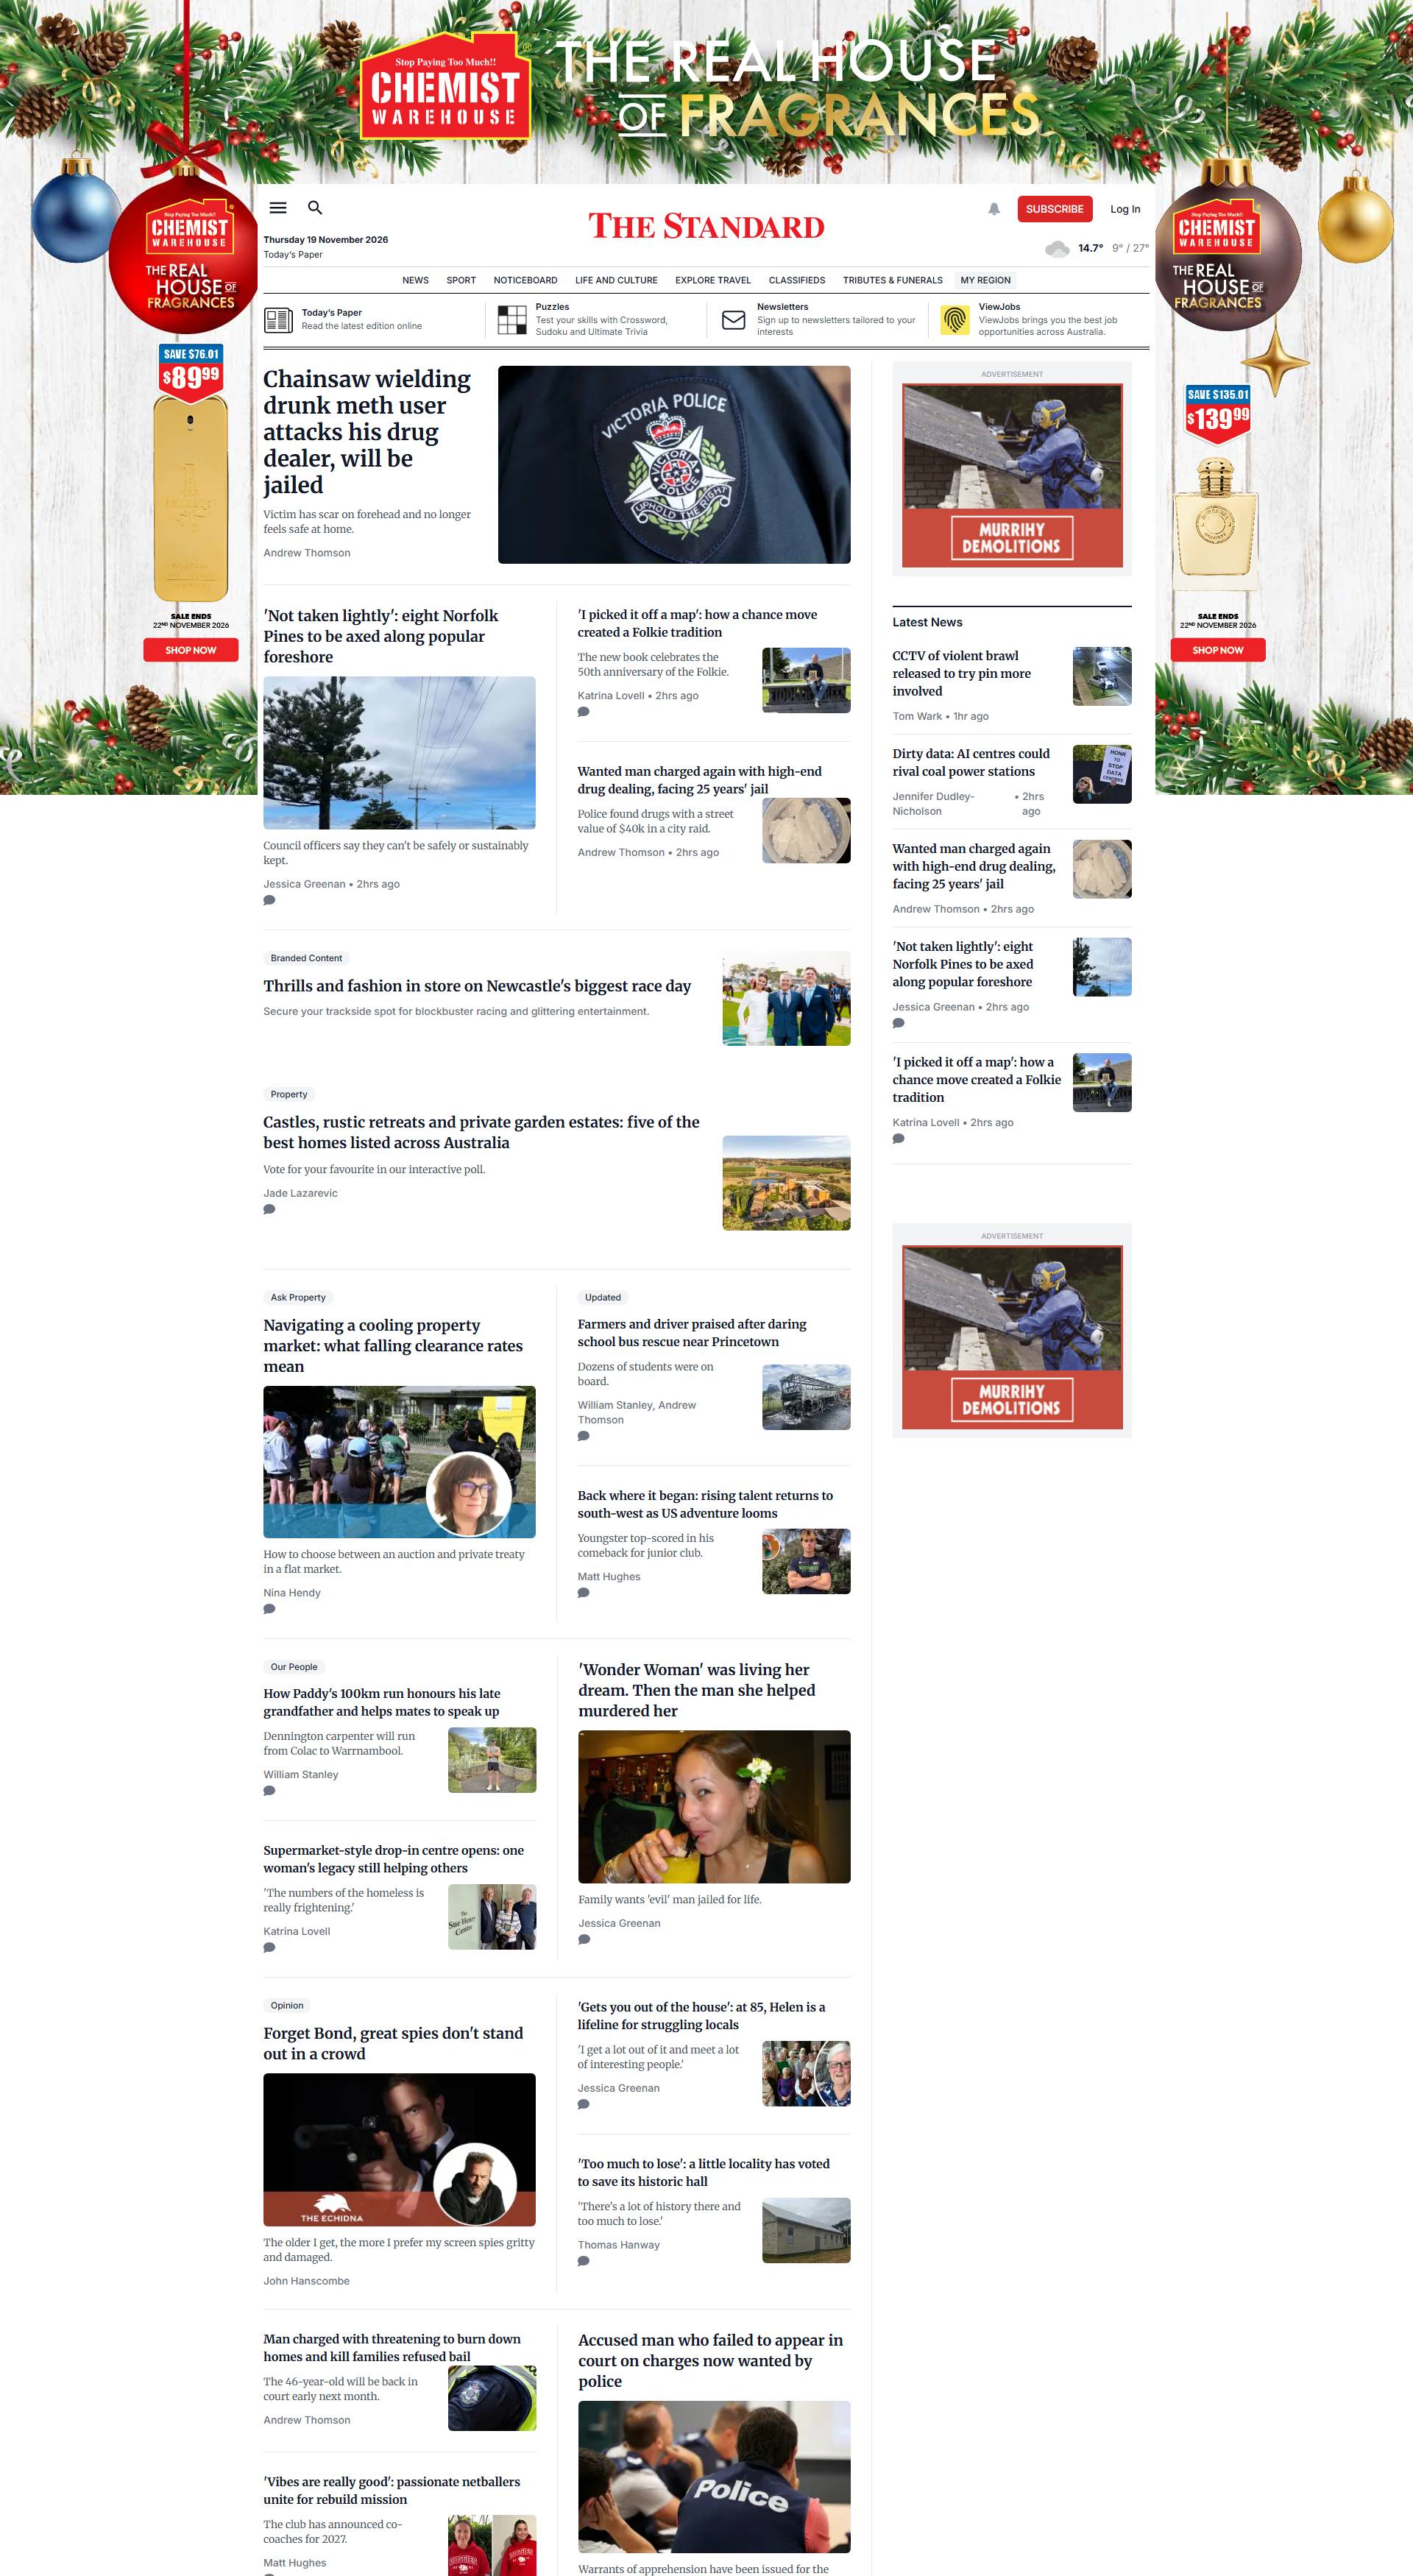 Stop Paying Too Much!!
CHEMIST
WAREHOUSE
THE REAL HOUSE
OF FRAGRANCES
Stop Paying Too Much!!
CHEMIST
WAREHOUSE
THE REAL
HOUSE OF
FRAGRANCES
SAVE $76.01
$89.99
SALE ENDS
22ND NOVEMBER 2026
SHOP NOW
Stop Paying Too Much!!
CHEMIST
WAREHOUSE
THE REAL
HOUSE OF
FRAGRANCES
SAVE $135.01
$139.99
SALE ENDS
22ND NOVEMBER 2026
SHOP NOW
THE STANDARD
SUBSCRIBE
Log In
Thursday 19 November 2026
Today's Paper
14.7° 9° / 27°
NEWS SPORT NOTICEBOARD LIFE AND CULTURE EXPLORE TRAVEL CLASSIFIEDS TRIBUTES & FUNERALS MY REGION
Today's Paper
Read the latest edition online
Puzzles
Test your skills with Crossword,
Sudoku and Ultimate Trivia
Newsletters
Sign up to newsletters tailored to your
interests
ViewJobs
ViewJobs brings you the best job
opportunities across Australia.
Chainsaw wielding
drunk meth user
attacks his drug
dealer, will be
jailed
Victim has scar on forehead and no longer
feels safe at home.
Andrew Thomson
VICTORIA POLICE
VICTORIA
POLICE
UPHOLD THE RIGHT
'Not taken lightly': eight Norfolk
Pines to be axed along popular
foreshore
Council officers say they can't be safely or sustainably
kept.
Jessica Greenan • 2hrs ago
'I picked it off a map': how a chance move
created a Folkie tradition
The new book celebrates the
50th anniversary of the Folkie.
Katrina Lovell • 2hrs ago
Wanted man charged again with high-end
drug dealing, facing 25 years' jail
Police found drugs with a street
value of $40k in a city raid.
Andrew Thomson • 2hrs ago
Branded Content
Thrills and fashion in store on Newcastle's biggest race day
Secure your trackside spot for blockbuster racing and glittering entertainment.
Property
Castles, rustic retreats and private garden estates: five of the
best homes listed across Australia
Vote for your favourite in our interactive poll.
Jade Lazarevic
Ask Property
Navigating a cooling property
market: what falling clearance rates
mean
How to choose between an auction and private treaty
in a flat market.
Nina Hendy
Updated
Farmers and driver praised after daring
school bus rescue near Princetown
Dozens of students were on
board.
William Stanley, Andrew
Thomson
Back where it began: rising talent returns to
south-west as US adventure looms
Youngster top-scored in his
comeback for junior club.
Matt Hughes
Our People
How Paddy's 100km run honours his late
grandfather and helps mates to speak up
Dennington carpenter will run
from Colac to Warrnambool.
William Stanley
Supermarket-style drop-in centre opens: one
woman's legacy still helping others
'The numbers of the homeless is
really frightening.'
Katrina Lovell
The
Sue Henry
Centre
'Wonder Woman' was living her
dream. Then the man she helped
murdered her
Family wants 'evil' man jailed for life.
Jessica Greenan
Opinion
Forget Bond, great spies don't stand
out in a crowd
THE ECHIDNA
The older I get, the more I prefer my screen spies gritty
and damaged.
John Hanscombe
'Gets you out of the house': at 85, Helen is a
lifeline for struggling locals
'I get a lot out of it and meet a lot
of interesting people.'
Jessica Greenan
'Too much to lose': a little locality has voted
to save its historic hall
'There's a lot of history there and
too much to lose.'
Thomas Hanway
Man charged with threatening to burn down
homes and kill families refused bail
The 46-year-old will be back in
court early next month.
Andrew Thomson
'Vibes are really good': passionate netballers
unite for rebuild mission
The club has announced co-
coaches for 2027.
Matt Hughes
Accused man who failed to appear in
court on charges now wanted by
police
Police
Warrants of apprehension have been issued for the
ADVERTISEMENT
MURRIHY
DEMOLITIONS
Latest News
CCTV of violent brawl
released to try pin more
involved
Tom Wark • 1hr ago
Dirty data: AI centres could
rival coal power stations
Jennifer Dudley-
Nicholson
• 2hrs
ago
HONK
TO
STOP
DATA
CENTRES
Wanted man charged again
with high-end drug dealing,
facing 25 years' jail
Andrew Thomson • 2hrs ago
'Not taken lightly': eight
Norfolk Pines to be axed
along popular foreshore
Jessica Greenan • 2hrs ago
'I picked it off a map': how a
chance move created a Folkie
tradition
Katrina Lovell • 2hrs ago
ADVERTISEMENT
MURRIHY
DEMOLITIONS